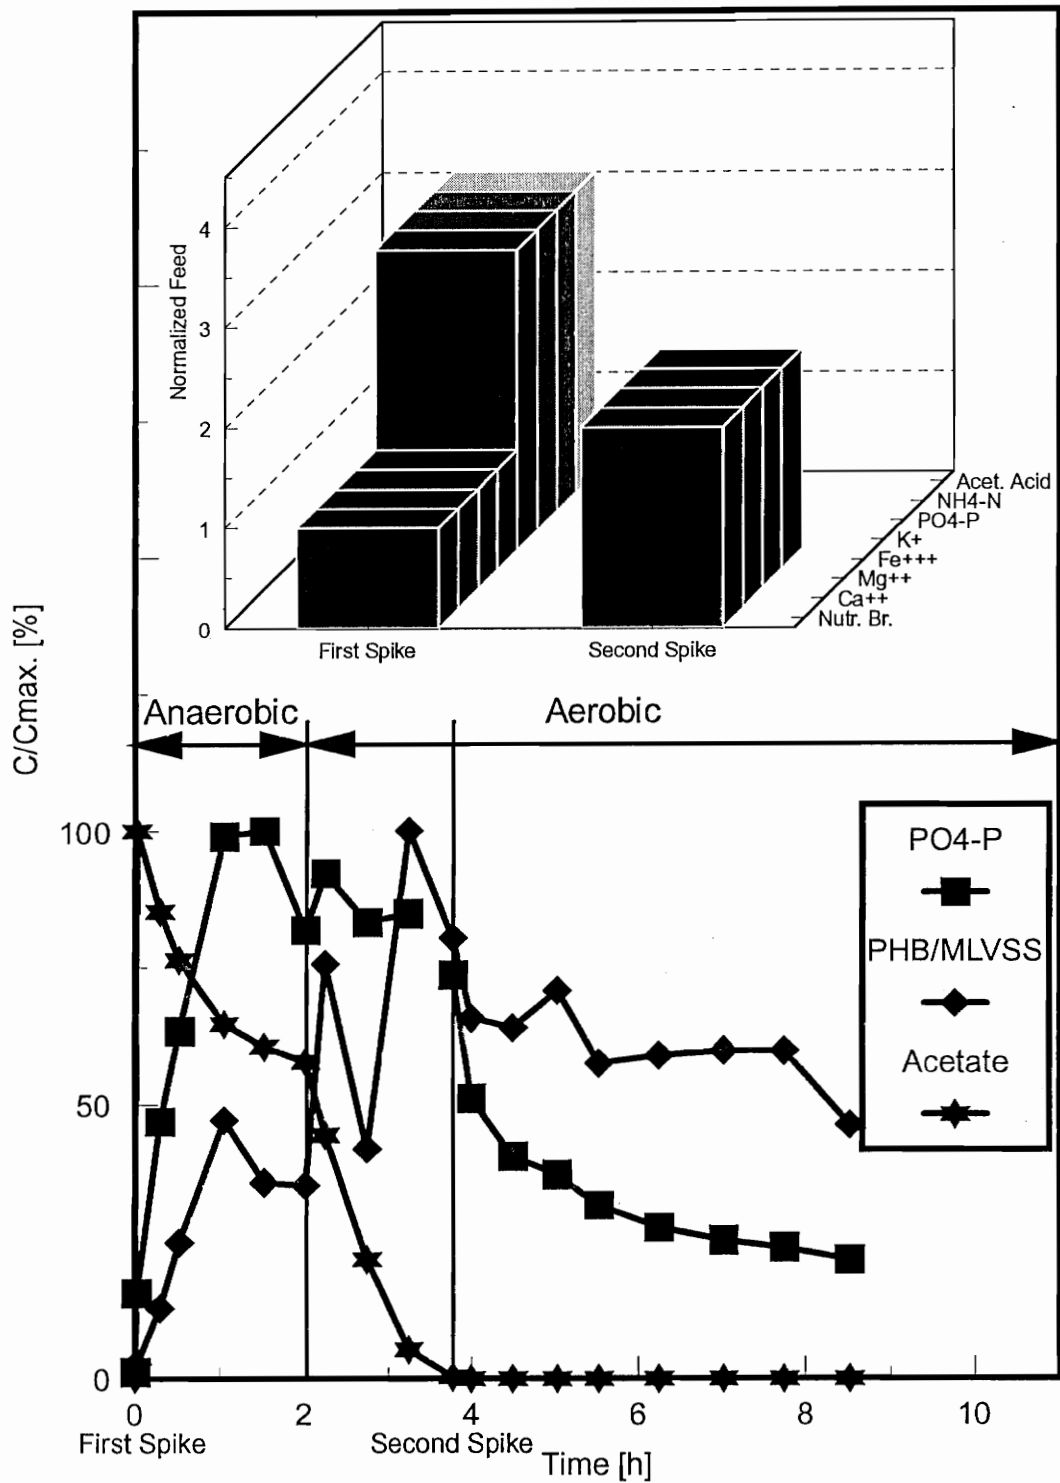 Normalized Feed
4
3
2
1
0
First Spike
Second Spike
Acet. Acid
NH4-N
PO4-P
K+
Fe+++
Mg++
Ca++
Nutr. Br.
C/Cmax. [%]
Anaerobic
Aerobic
100
50
0
PO4-P
PHB/MLVSS
Acetate
0
2
4
6
8
10
First Spike
Second Spike
Time [h]